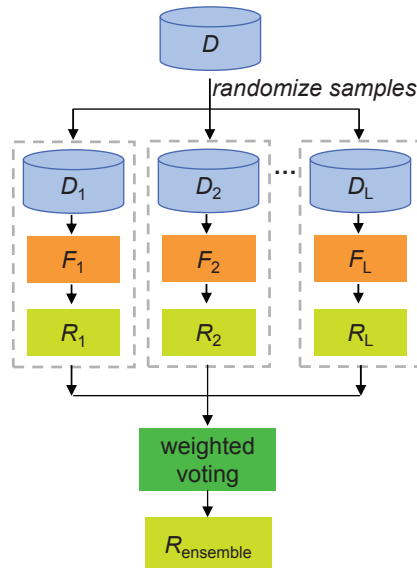 D
randomize samples
D1 D2 ... DL
F1 F2 FL
R1 R2 RL
weighted
voting
Rensemble